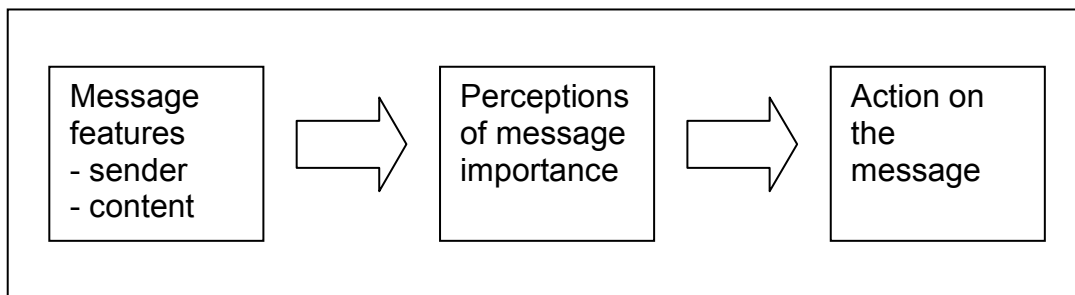 Message
features
- sender
- content
Perceptions
of message
importance
Action on
the
message